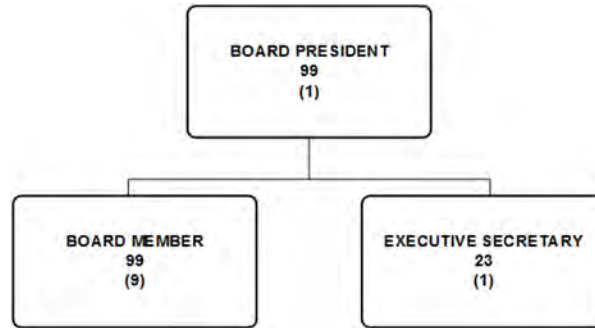 BOARD PRESIDENT
99
(1)
BOARD MEMBER
99
(9)
EXECUTIVE SECRETARY
23
(1)